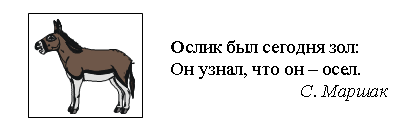 Ослик был сегодня зол:
Он узнал, что он – осел.
С. Маршак